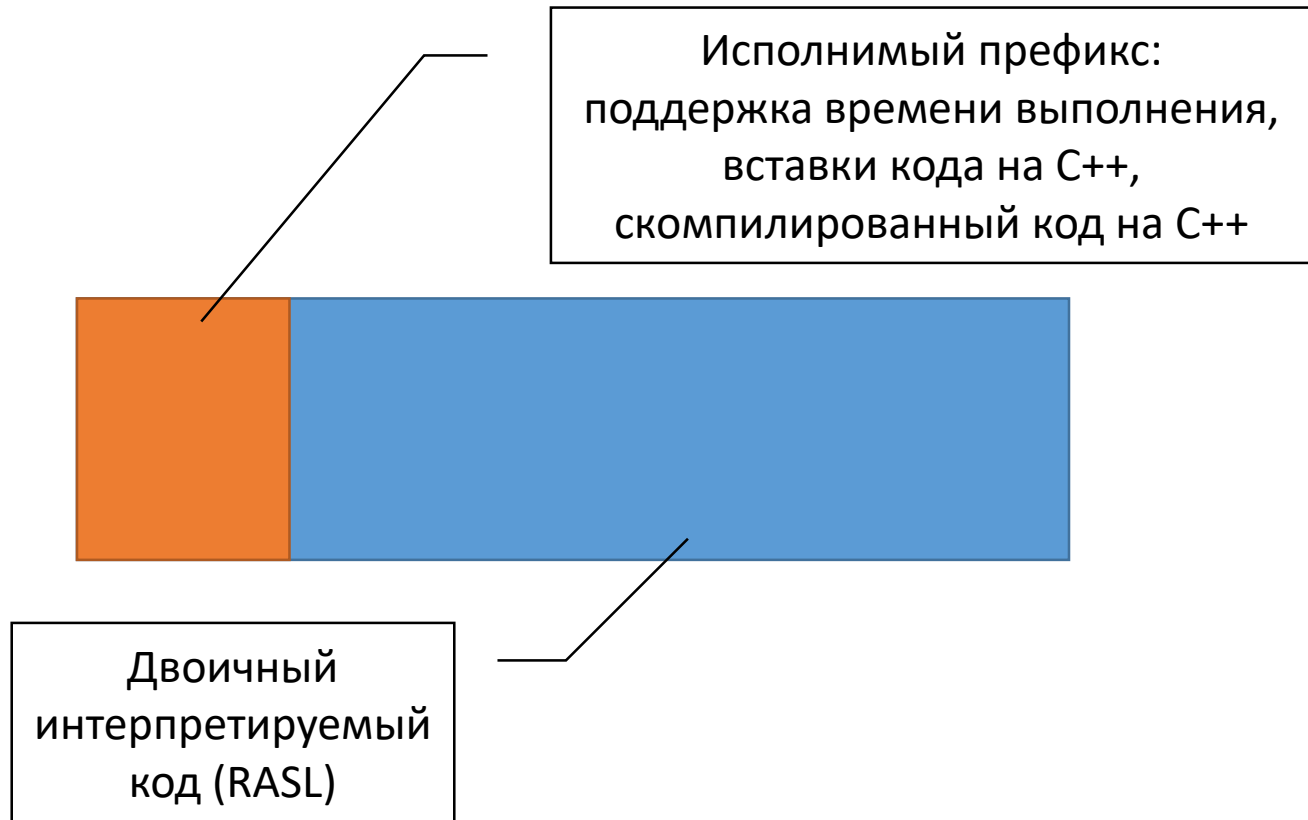 Исполнимый префикс:
поддержка времени выполнения,
вставки кода на C++,
скомпилированный код на C++
Двоичный
интерпретируемый
код (RASL)